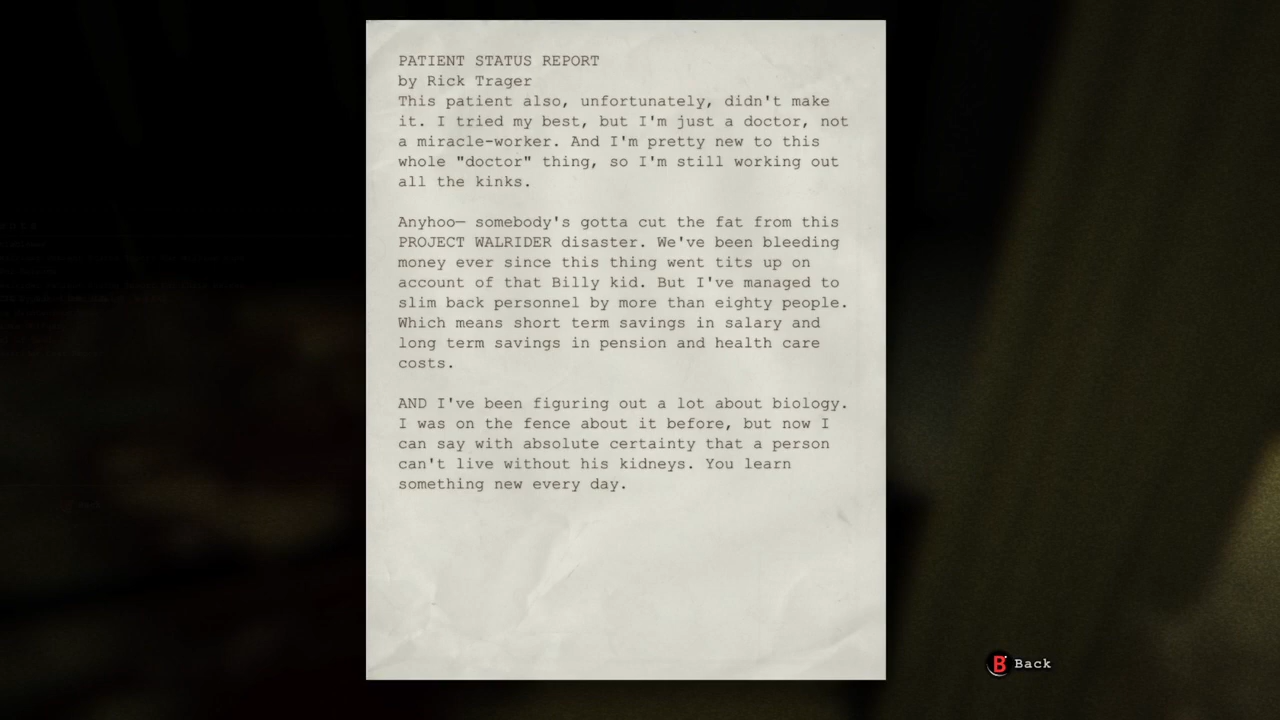 PATIENT STATUS REPORT
by Rick Trager
This patient also, unfortunately, didn't make
it. I tried my best, but I'm just a doctor, not
a miracle-worker. And I'm pretty new to this
whole "doctor" thing, so I'm still working out
all the kinks.
Anyhoo— somebody's gotta cut the fat from this
PROJECT WALRIDER disaster. We've been bleeding
money ever since this thing went tits up on
account of that Billy kid. But I've managed to
slim back personnel by more than eighty people.
Which means short term savings in salary and
long term savings in pension and health care
costs.
AND I've been figuring out a lot about biology.
I was on the fence about it before, but now I
can say with absolute certainty that a person
can't live without his kidneys. You learn
something new every day.
B Back